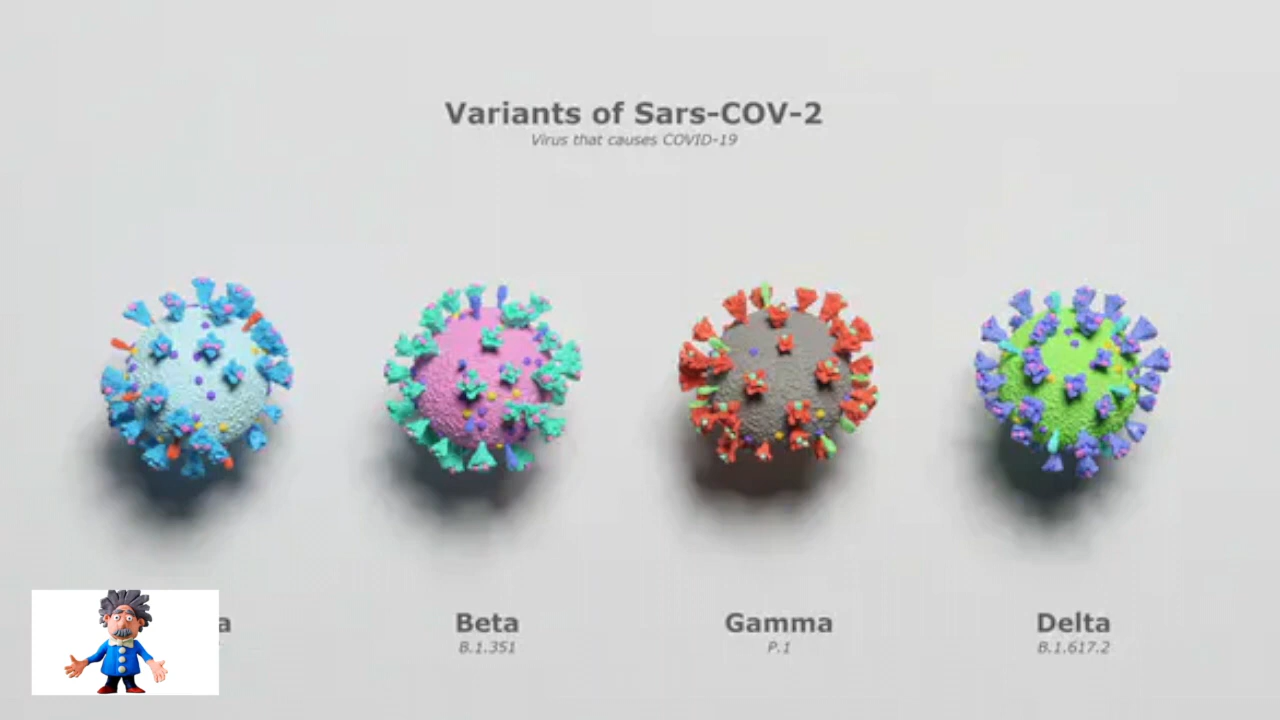 Variants of Sars-COV-2
Virus that causes COVID-19
a
Beta
Gamma
Delta
B.1.351
P.1
B.1.617.2